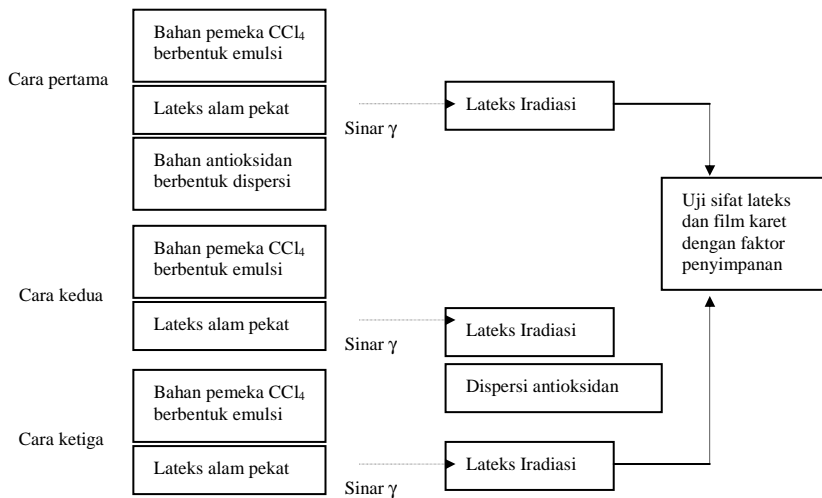 Cara pertama
Bahan pemeka CCl₄
berbentuk emulsi
Lateks alam pekat
Bahan antioksidan
berbentuk dispersi
Sinar γ
Lateks Iradiasi
Uji sifat lateks
dan film karet
dengan faktor
penyimpanan
Cara kedua
Bahan pemeka CCl₄
berbentuk emulsi
Lateks alam pekat
Sinar γ
Lateks Iradiasi
Dispersi antioksidan
Cara ketiga
Bahan pemeka CCl₄
berbentuk emulsi
Lateks alam pekat
Sinar γ
Lateks Iradiasi